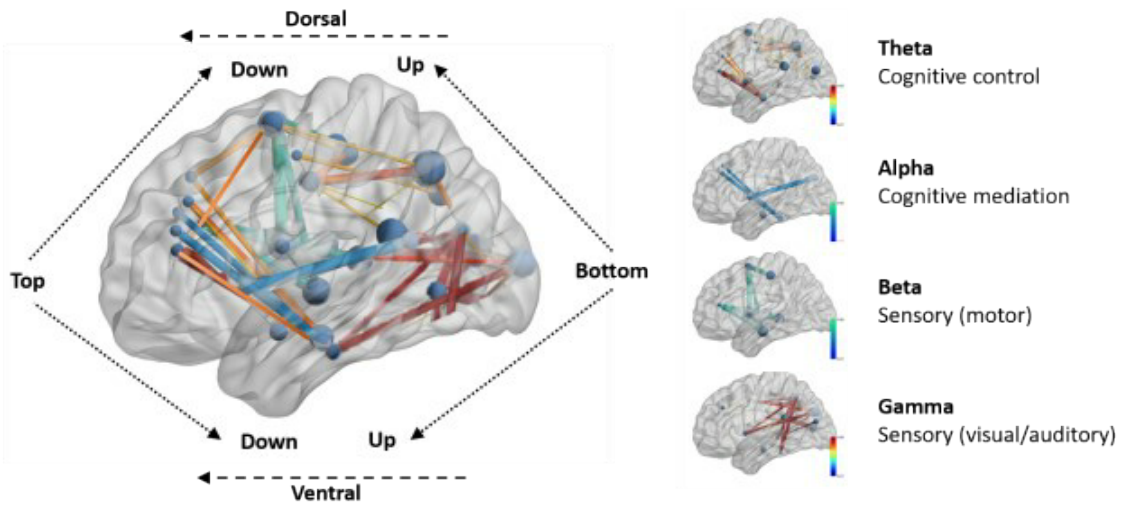 Dorsal
Down
Up
Top
Bottom
Down
Up
Ventral
Theta
Cognitive control
Alpha
Cognitive mediation
Beta
Sensory (motor)
Gamma
Sensory (visual/auditory)